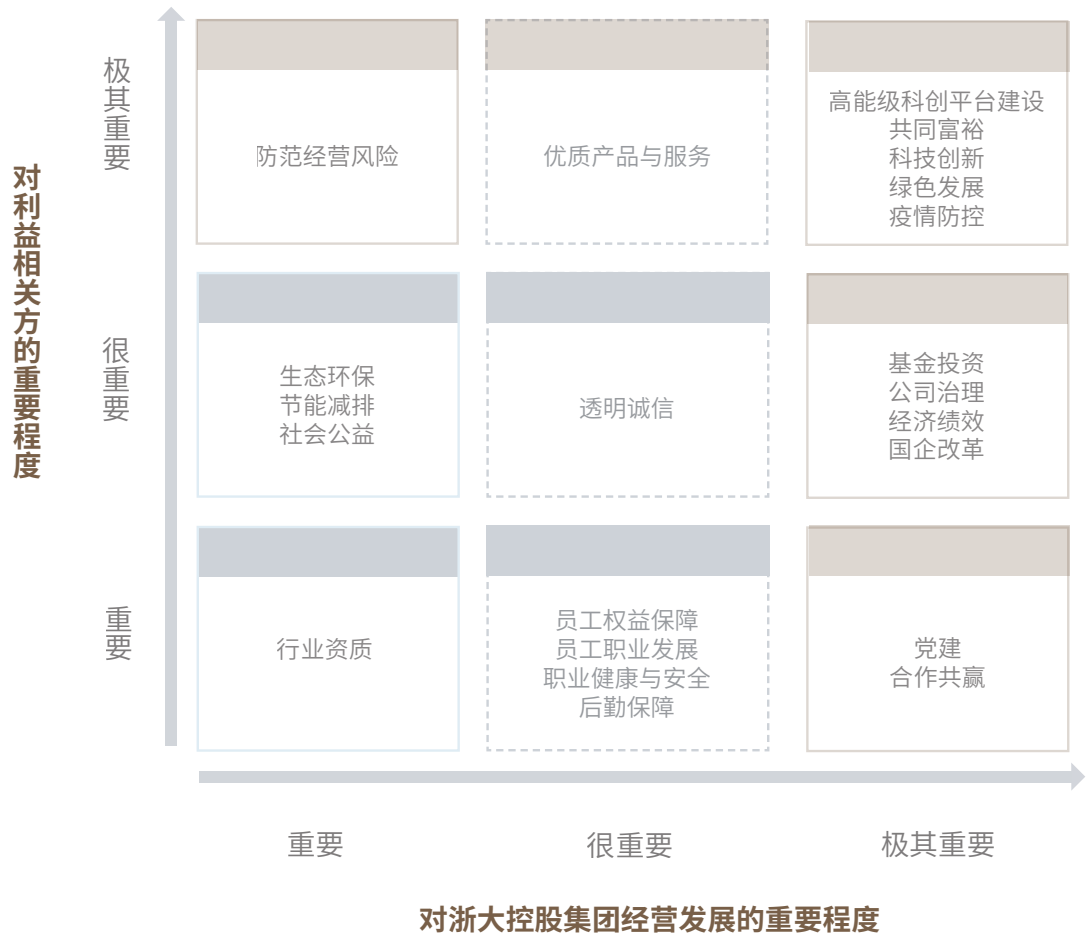 对利益相关方的重要程度
极其重要
防范经营风险
优质产品与服务
高能级科创平台建设
共同富裕
科技创新
绿色发展
疫情防控
很重要
生态环保
节能减排
社会公益
透明诚信
基金投资
公司治理
经济绩效
国企改革
重要
行业资质
员工权益保障
员工职业发展
职业健康与安全
后勤保障
党建
合作共赢
重要
很重要
极其重要
对浙大控股集团经营发展的重要程度